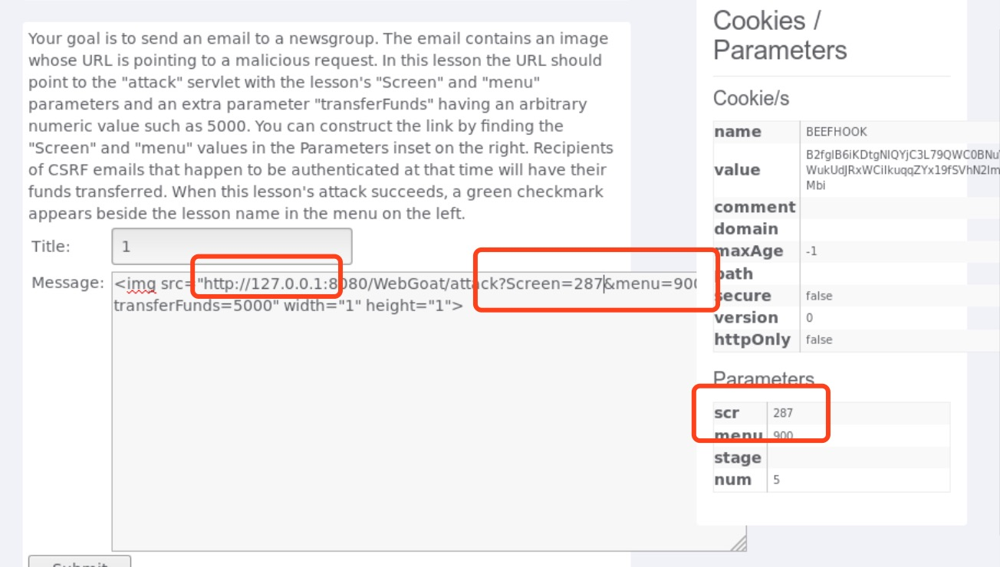 Your goal is to send an email to a newsgroup. The email contains an image
whose URL is pointing to a malicious request. In this lesson the URL should
point to the "attack" servlet with the lesson's "Screen" and "menu"
parameters and an extra parameter "transferFunds" having an arbitrary
numeric value such as 5000. You can construct the link by finding the
"Screen" and "menu" values in the Parameters inset on the right. Recipients
of CSRF emails that happen to be authenticated at that time will have their
funds transferred. When this lesson's attack succeeds, a green checkmark
appears beside the lesson name in the menu on the left.
Title: 1
Message: <img src="http://127.0.0.1:8080/WebGoat/attack?Screen=287&menu=900
transferFunds=5000" width="1" height="1">
Submit
Cookies /
Parameters
Cookie/s
name BEEFHOOK
value
Mbi
comment
domain
maxAge -1
path
secure false
version 0
httpOnly false
Parameters
scr 287
menu 900
stage
num 5